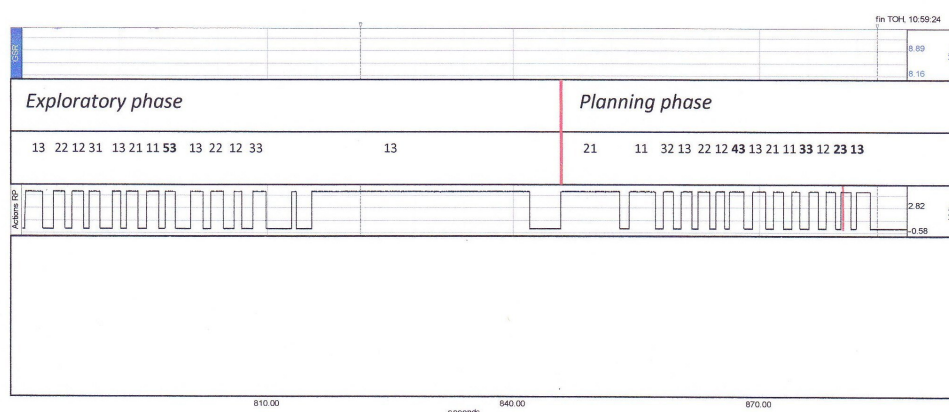 fin TOH, 10:59:24
GSR
8.89
8.16
Exploratory phase
Planning phase
13 22 12 31 13 21 11 53 13 22 12 33 13
21 11 32 13 22 12 43 13 21 11 33 12 23 13
Actions RP
2.82
-0.58
810.00 840.00 870.00
seconds